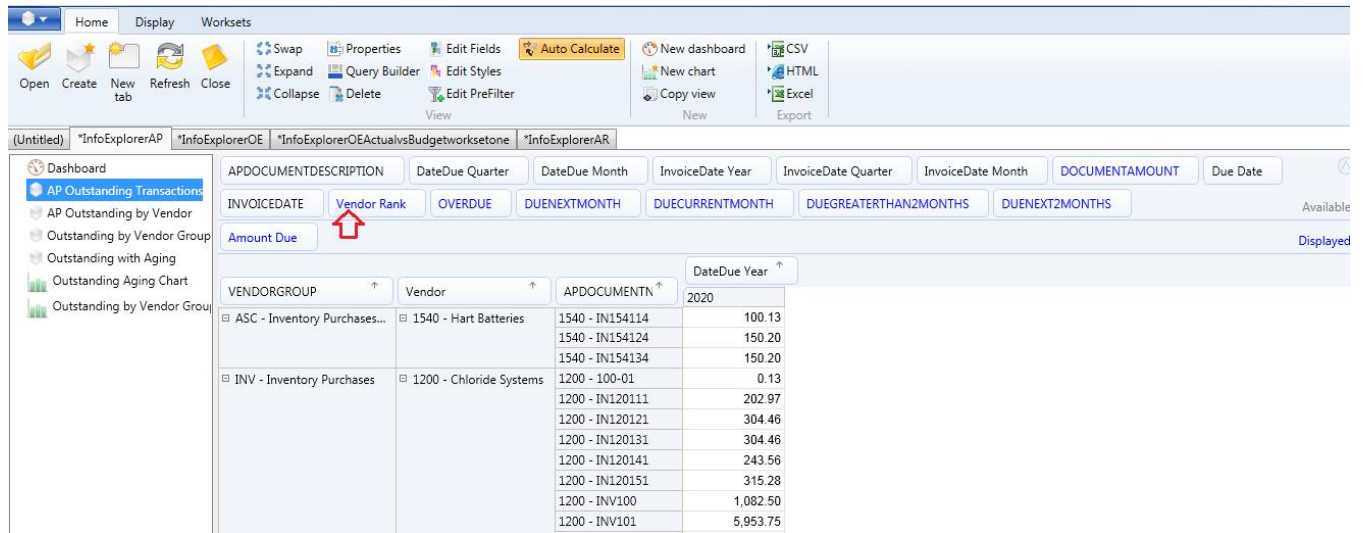 Home Display Worksets
Swap Properties Edit Fields Auto Calculate New dashboard CSV
Open Create New tab Refresh Close Expand Query Builder Edit Styles New chart HTML
Collapse Delete Edit PreFilter Copy view Excel
View New Export
(Untitled) *InfoExplorerAP *InfoExplorerOE *InfoExplorerOEActualvsBudgetworksetone *InfoExplorerAR
Dashboard
AP Outstanding Transactions
AP Outstanding by Vendor
Outstanding by Vendor Group
Outstanding with Aging
Outstanding Aging Chart
Outstanding by Vendor Grou
APDOCUMENTDESCRIPTION DateDue Quarter DateDue Month InvoiceDate Year InvoiceDate Quarter InvoiceDate Month DOCUMENTAMOUNT Due Date
INVOICEDATE Vendor Rank OVERDUE DUENEXTMONTH DUECURRENTMONTH DUEGREATERTHAN2MONTHS DUENEXT2MONTHS Available
Amount Due Displayed
DateDue Year
VENDORGROUP Vendor APDOCUMENTN 2020
ASC - Inventory Purchases... 1540 - Hart Batteries 1540 - IN154114 100.13
1540 - IN154124 150.20
1540 - IN154134 150.20
INV - Inventory Purchases 1200 - Chloride Systems 1200 - 100-01 0.13
1200 - IN120111 202.97
1200 - IN120121 304.46
1200 - IN120131 304.46
1200 - IN120141 243.56
1200 - IN120151 315.28
1200 - INV100 1,082.50
1200 - INV101 5,953.75